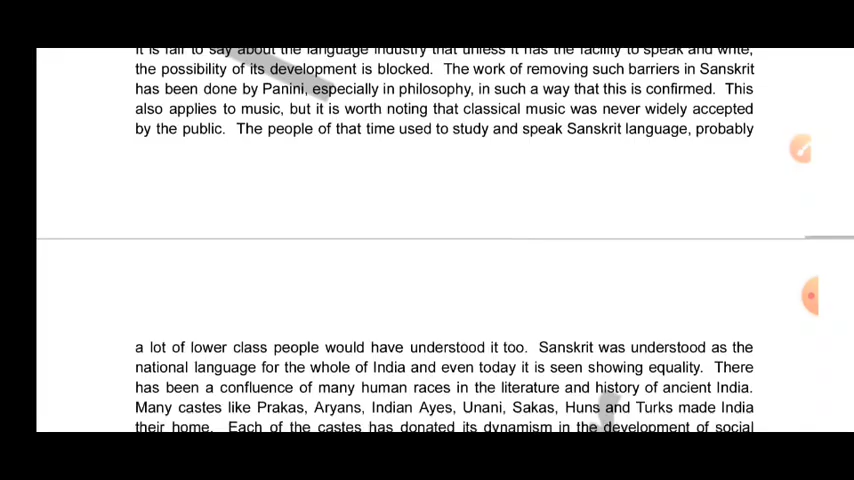 It is fair to say about the language industry that unless it has the facility to speak and write,
the possibility of its development is blocked. The work of removing such barriers in Sanskrit
has been done by Panini, especially in philosophy, in such a way that this is confirmed. This
also applies to music, but it is worth noting that classical music was never widely accepted
by the public. The people of that time used to study and speak Sanskrit language, probably
a lot of lower class people would have understood it too. Sanskrit was understood as the
national language for the whole of India and even today it is seen showing equality. There
has been a confluence of many human races in the literature and history of ancient India.
Many castes like Prakas, Aryans, Indian Ayes, Unani, Sakas, Huns and Turks made India
their home. Each of the castes has donated its dynamism in the development of social